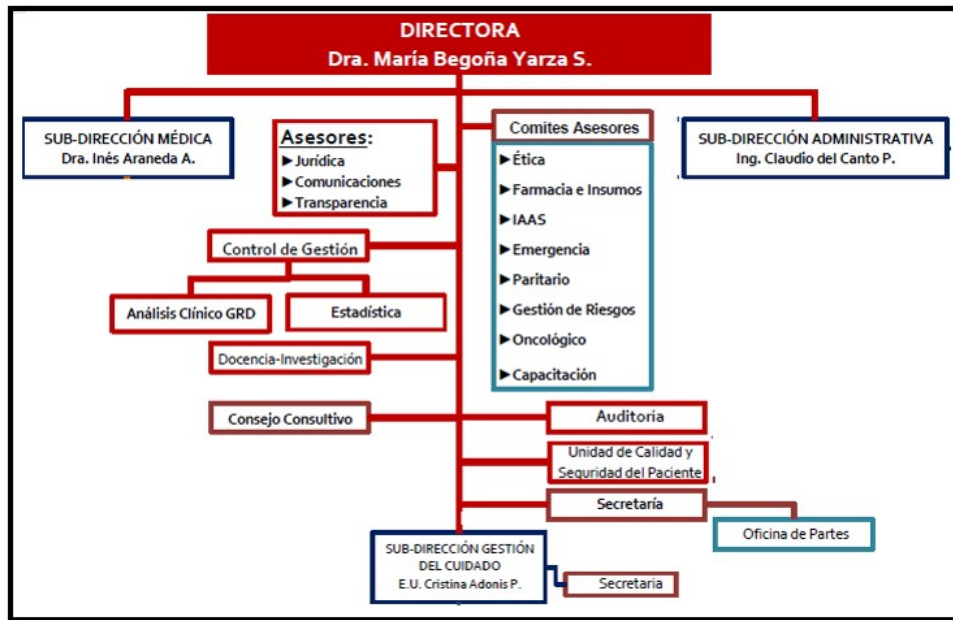 DIRECTORA
Dra. María Begoña Yarza S.
SUB-DIRECCIÓN MÉDICA
Dra. Inés Araneda A.
Asesores:
►Jurídica
►Comunicaciones
►Transparencia
Comites Asesores
►Ética
►Farmacia e Insumos
►IAAS
►Emergencia
►Paritario
►Gestión de Riesgos
►Oncológico
►Capacitación
SUB-DIRECCIÓN ADMINISTRATIVA
Ing. Claudio del Canto P.
Control de Gestión
Análisis Clínico GRD
Estadística
Docencia-Investigación
Consejo Consultivo
Auditoria
Unidad de Calidad y
Seguridad del Paciente
Secretaría
Oficina de Partes
SUB-DIRECCIÓN GESTIÓN
DEL CUIDADO
E.U. Cristina Adonis P.
Secretaria